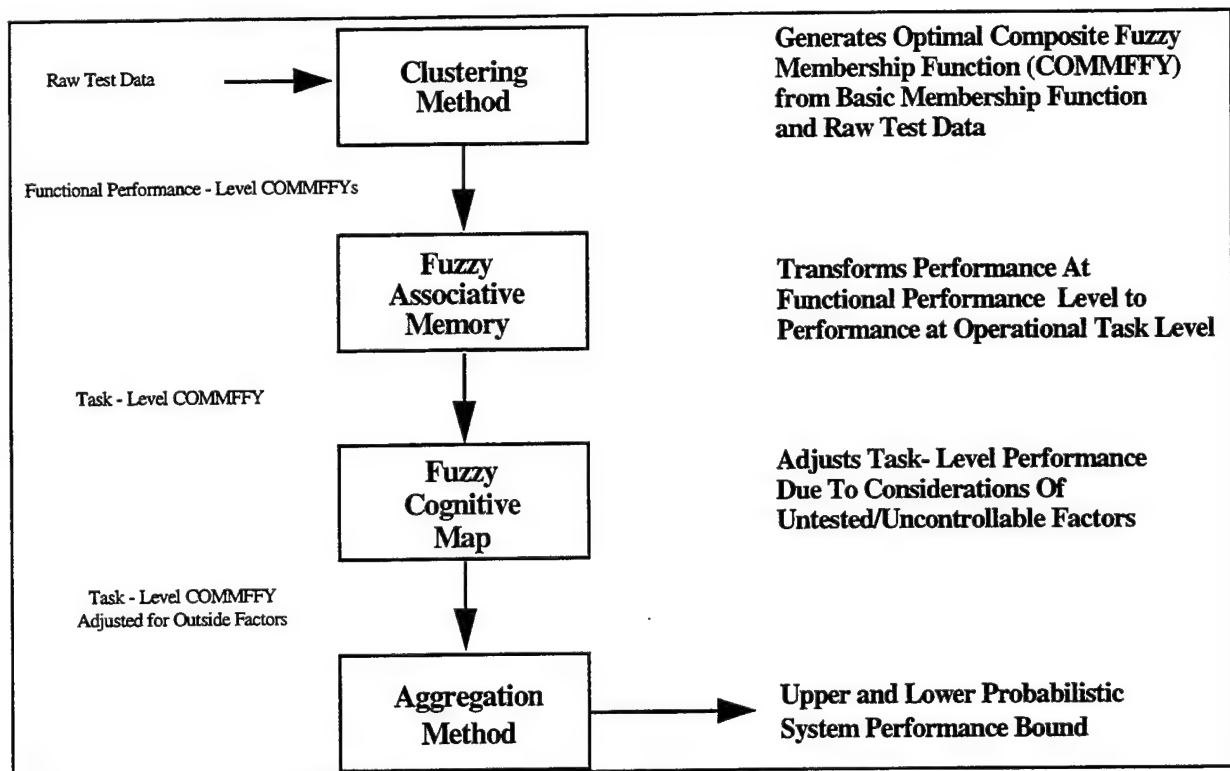 Raw Test Data
Clustering
Method
Generates Optimal Composite Fuzzy
Membership Function (COMMFFY)
from Basic Membership Function
and Raw Test Data
Functional Performance - Level COMMFFYs
Fuzzy
Associative
Memory
Transforms Performance At
Functional Performance Level to
Performance at Operational Task Level
Task - Level COMMFFY
Fuzzy
Cognitive
Map
Adjusts Task- Level Performance
Due To Considerations Of
Untested/Uncontrollable Factors
Task - Level COMMFFY
Adjusted for Outside Factors
Aggregation
Method
Upper and Lower Probabilistic
System Performance Bound